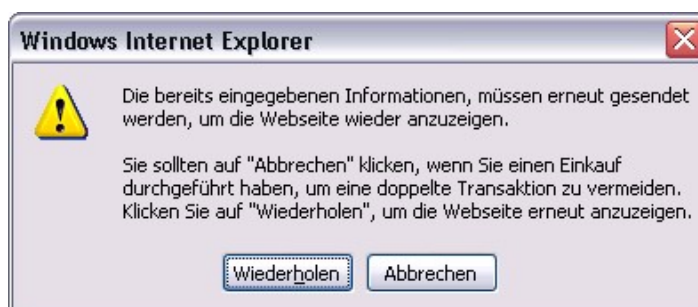 Windows Internet Explorer
Die bereits eingegebenen Informationen, müssen erneut gesendet
werden, um die Webseite wieder anzuzeigen.
Sie sollten auf "Abbrechen" klicken, wenn Sie einen Einkauf
durchgeführt haben, um eine doppelte Transaktion zu vermeiden.
Klicken Sie auf "Wiederholen", um die Webseite erneut anzuzeigen.
Wiederholen Abbrechen